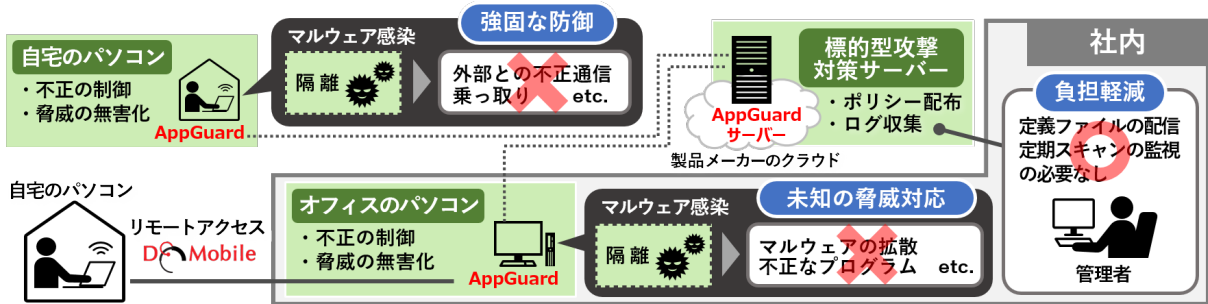 自宅のパソコン
・不正の制御
・脅威の無害化
AppGuard
強固な防御
マルウェア感染
隔離
外部との不正通信
乗っ取り etc.
標的型攻撃
対策サーバー
・ポリシー配布
・ログ収集
AppGuard
サーバー
製品メーカーのクラウド
社内
負担軽減
定義ファイルの配信
定期スキャンの監視
の必要なし
管理者
自宅のパソコン
リモートアクセス
DoMobile
オフィスのパソコン
・不正の制御
・脅威の無害化
AppGuard
未知の脅威対応
マルウェア感染
隔離
マルウェアの拡散
不正なプログラム etc.